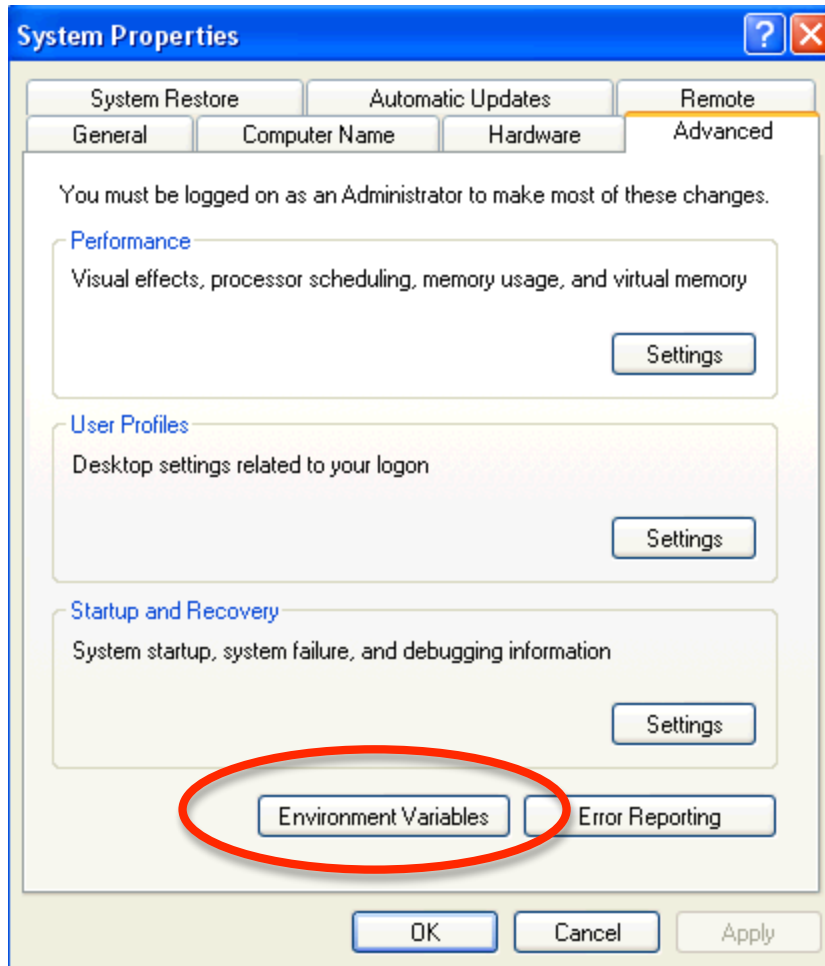 System Properties
?
System Restore Automatic Updates Remote
General Computer Name Hardware Advanced
You must be logged on as an Administrator to make most of these changes.
Performance
Visual effects, processor scheduling, memory usage, and virtual memory
Settings
User Profiles
Desktop settings related to your logon
Settings
Startup and Recovery
System startup, system failure, and debugging information
Settings
Environment Variables Error Reporting
OK Cancel Apply